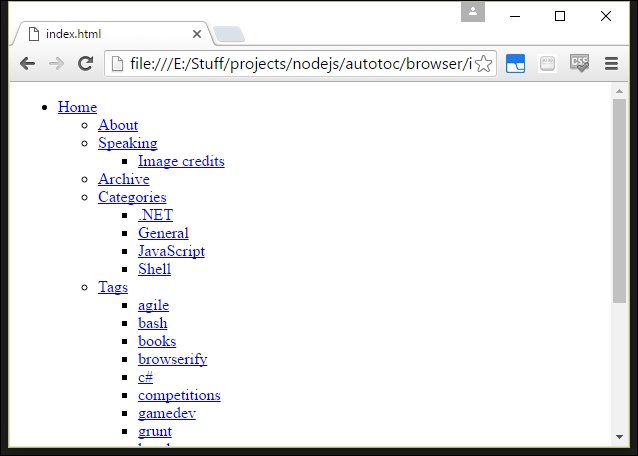 index.html
file:///E:/Stuff/projects/nodejs/autotoc/browser/i
CSS
Home
About
Speaking
Image credits
Archive
Categories
.NET
General
JavaScript
Shell
Tags
agile
bash
books
browserify
c#
competitions
gamedev
grunt